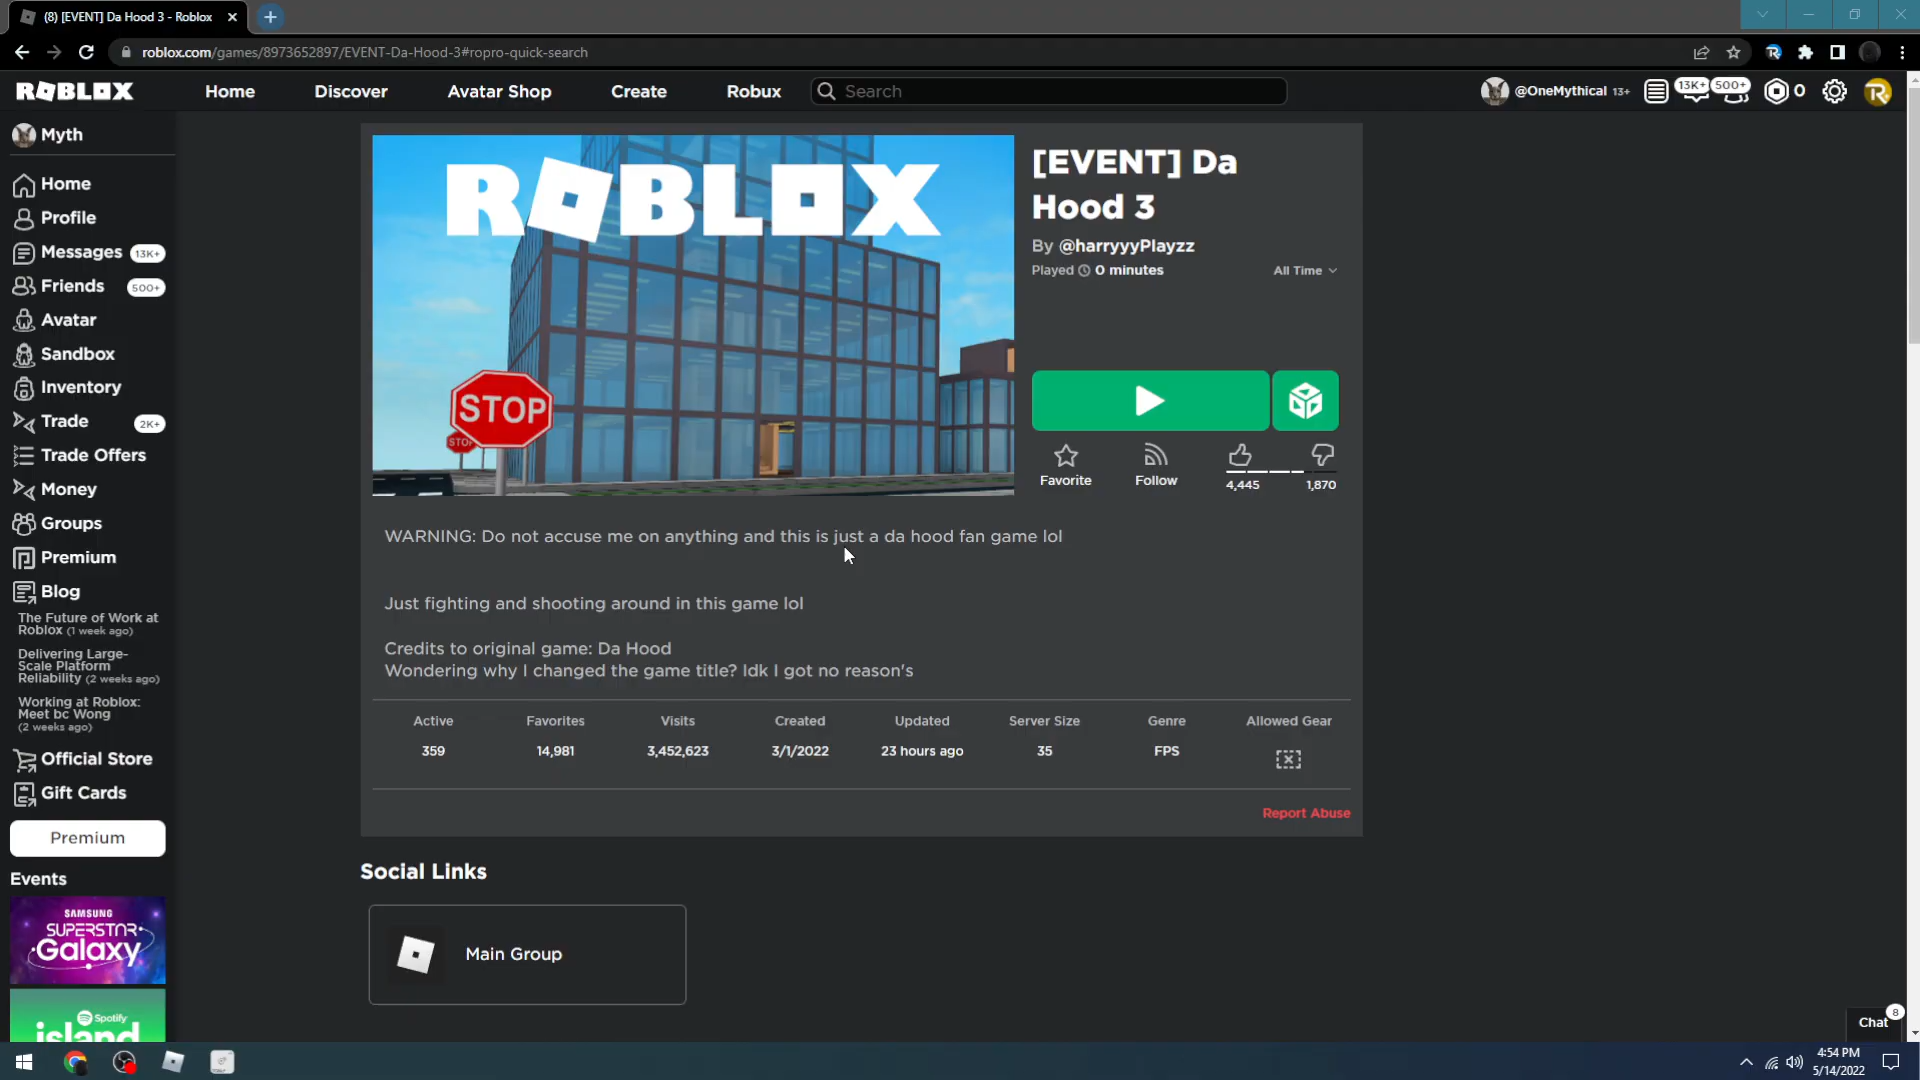 (8) [EVENT] Da Hood 3 - Roblox
roblox.com/games/8973652897/EVENT-Da-Hood-3#ropro-quick-search
ROBLOX
Home
Discover
Avatar Shop
Create
Robux
Search
@OneMythical 13+
13K+
500+
0
Myth
Home
Profile
Messages 13K+
Friends 500+
Avatar
Sandbox
Inventory
Trade 2K+
Trade Offers
Money
Groups
Premium
Blog
The Future of Work at
Roblox (1 week ago)
Delivering Large-
Scale Platform
Reliability (2 weeks ago)
Working at Roblox:
Meet bc Wong
(2 weeks ago)
Official Store
Gift Cards
Premium
Events
SAMSUNG
SUPERSTAR
Galaxy
Spotify
island
ROBLOX
STOP
STOP
[EVENT] Da
Hood 3
By @harryyyPlayzz
Played 0 minutes
All Time
Favorite
Follow
4,445
1,870
WARNING: Do not accuse me on anything and this is just a da hood fan game lol
Just fighting and shooting around in this game lol
Credits to original game: Da Hood
Wondering why I changed the game title? Idk I got no reason's
Active Favorites Visits Created Updated Server Size Genre Allowed Gear
359 14,981 3,452,623 3/1/2022 23 hours ago 35 FPS
Report Abuse
Social Links
Main Group
Chat 8
4:54 PM
5/14/2022